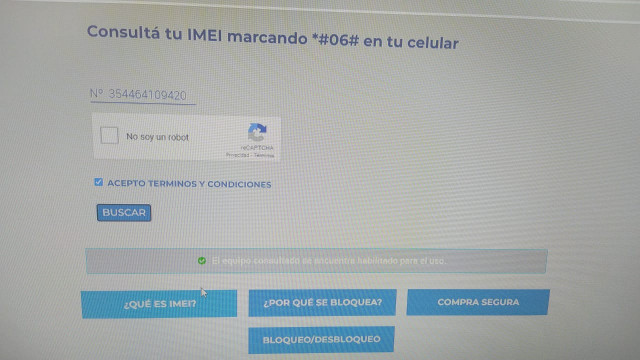 Consultá tu IMEI marcando *#06# en tu celular
Nº 354464109420
No soy un robot
reCAPTCHA
Privacidad - Términos
ACEPTO TERMINOS Y CONDICIONES
BUSCAR
El equipo consultado se encuentra habilitado para el uso.
¿QUÉ ES IMEI?
¿POR QUÉ SE BLOQUEA?
COMPRA SEGURA
BLOQUEO/DESBLOQUEO